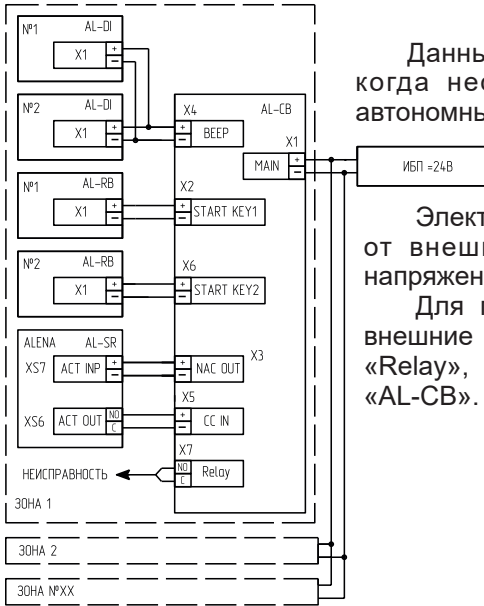 №1 AL-DI
X1 + −
№2 AL-DI
X1 + −
№1 AL-RB
X1 + −
№2 AL-RB
X1 + −
ALENA AL-SR
XS7 ACT INP + −
XS6 ACT OUT NO C
НЕИСПРАВНОСТЬ
ЗОНА 1
AL-CB
X4
+ − BEEP
X1
MAIN + −
X2
+ − START KEY1
X6
+ − START KEY2
X3
+ − NAC OUT
X5
+ − CC IN
X7
NO C Relay
ИБП =24В
ЗОНА 2
ЗОНА №XX
когда
автономны
Элект
от внеш
напряжен
Для
внешние
«Relay»,
«AL-CB».